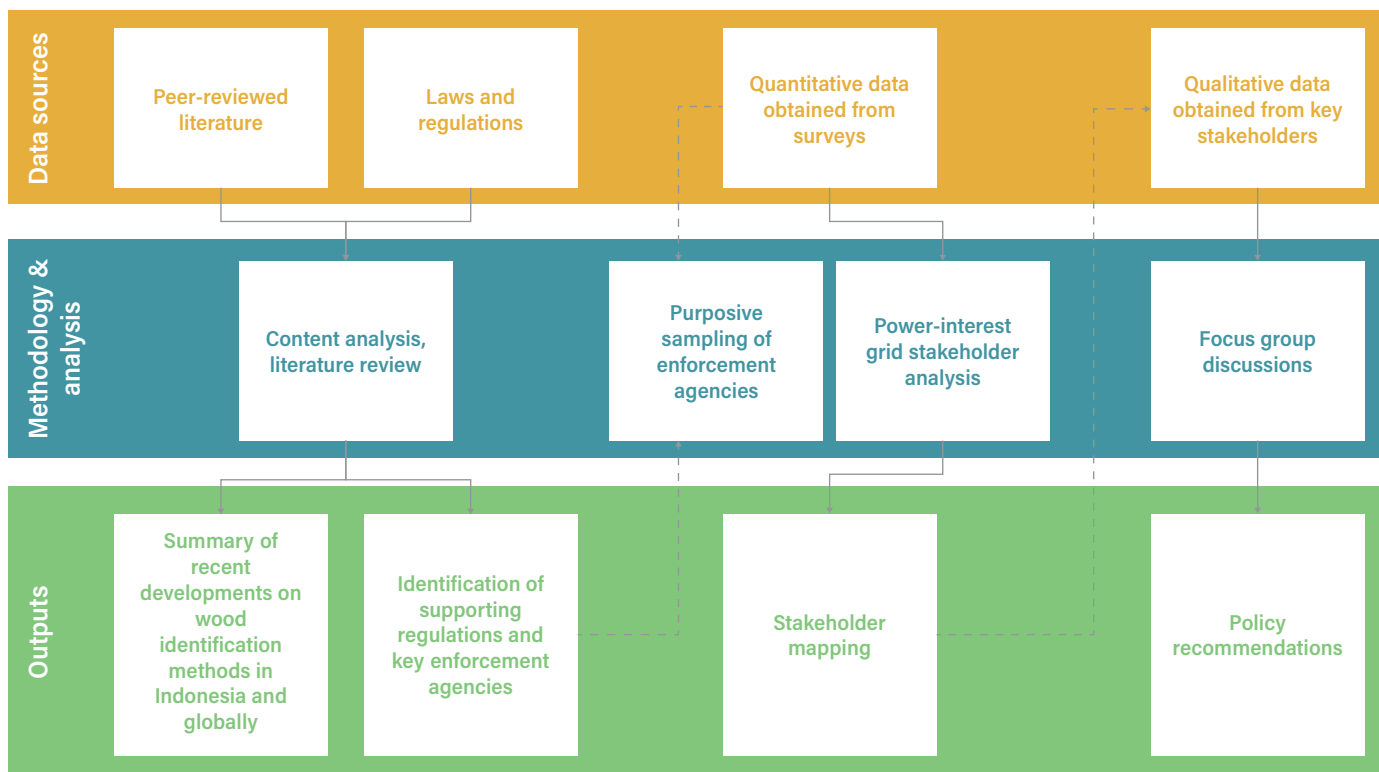 Data sources
Peer-reviewed
literature
Laws and
regulations
Quantitative data
obtained from
surveys
Qualitative data
obtained from key
stakeholders
Methodology &
analysis
Content analysis,
literature review
Purposive
sampling of
enforcement
agencies
Power-interest
grid stakeholder
analysis
Focus group
discussions
Outputs
Summary of
recent
developments on
wood
identification
methods in
Indonesia and
globally
Identification of
supporting
regulations and
key enforcement
agencies
Stakeholder
mapping
Policy
recommendations